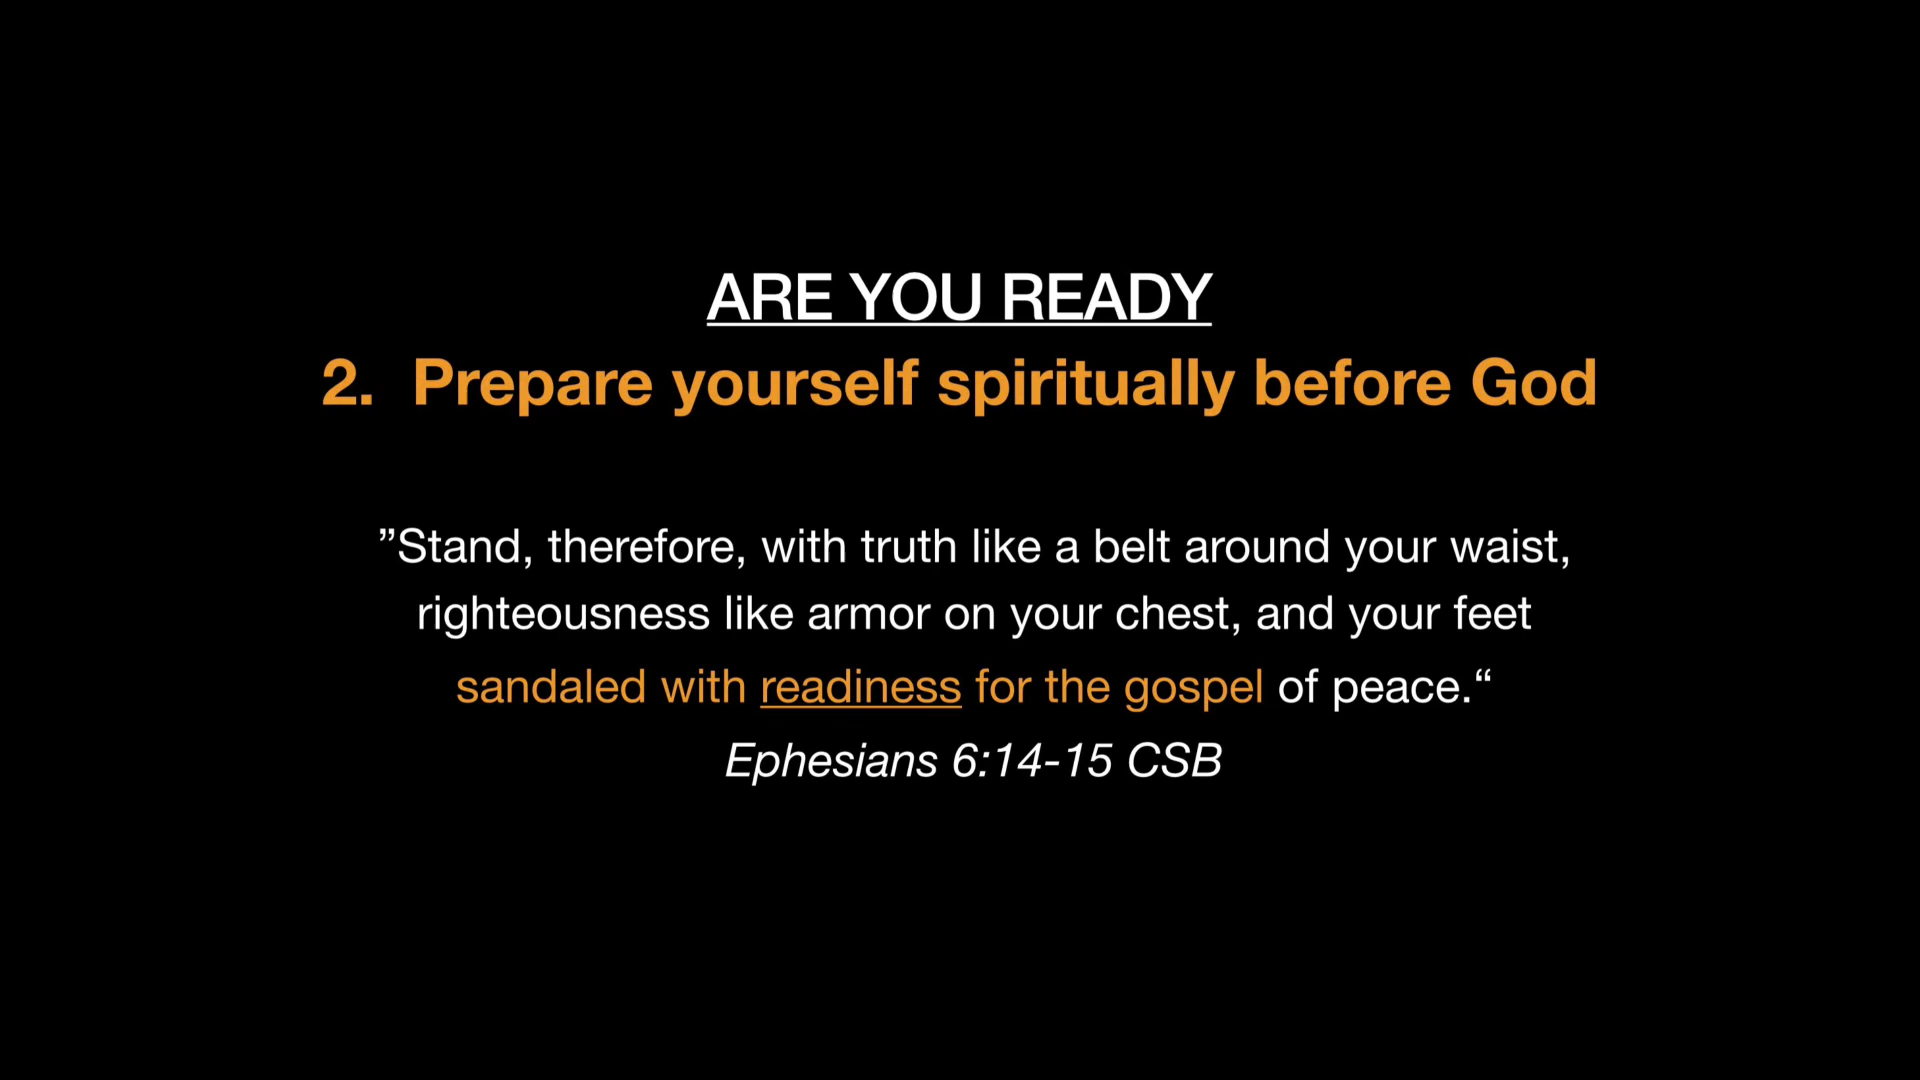 ARE YOU READY
2. Prepare yourself spiritually before God
”Stand, therefore, with truth like a belt around your waist,
righteousness like armor on your chest, and your feet
sandaled with readiness for the gospel of peace.“
Ephesians 6:14-15 CSB